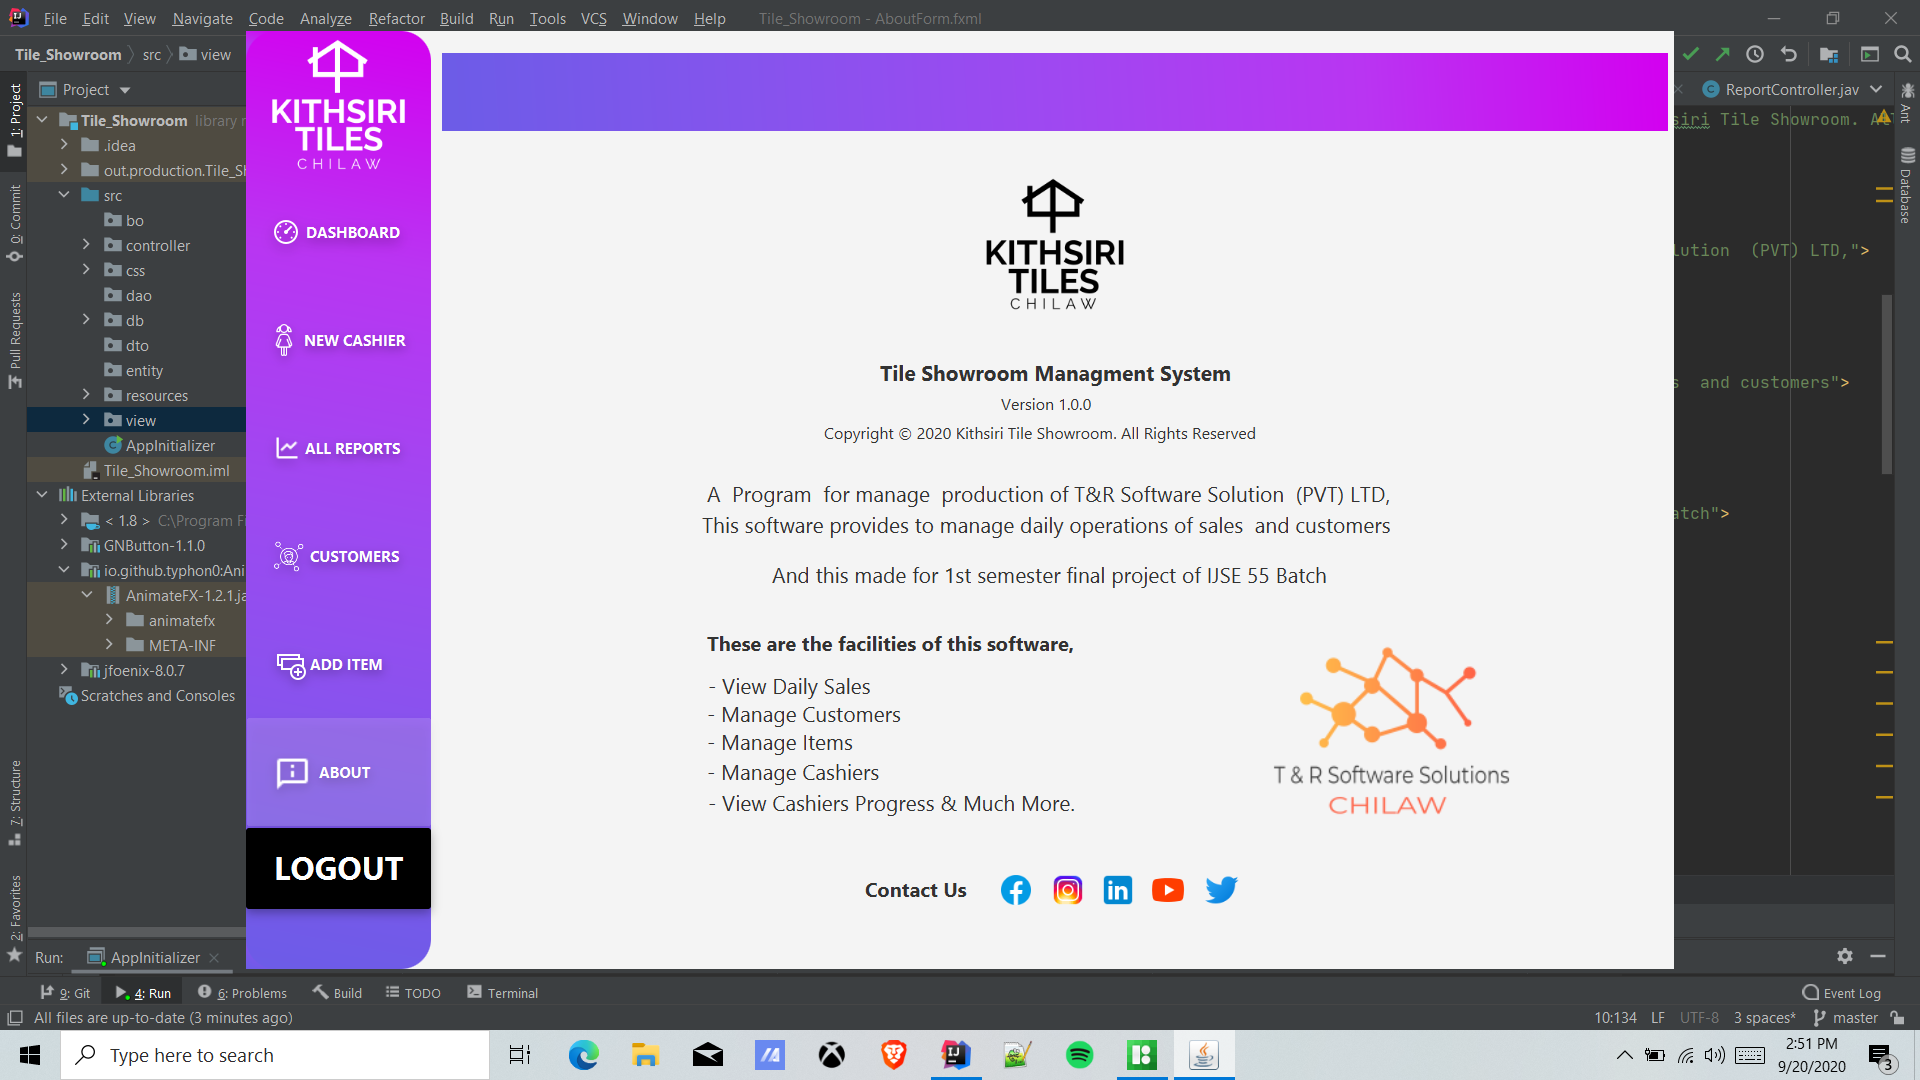 File Edit View Navigate Code Analyze Refactor Build Run Tools VCS Window Help Tile_Showroom - AboutForm.fxml
Tile_Showroom src view
Project
ReportController.jav
1: Project
0: Commit
Pull Requests
7: Structure
2: Favorites
Ant
Database
Tile_Showroom library
.idea
out.production.Tile_Sh
src
bo
controller
css
dao
db
dto
entity
resources
view
AppInitializer
Tile_Showroom.iml
External Libraries
< 1.8 > C:\Program Fi
GNButton-1.1.0
io.github.typhon0:Ani
AnimateFX-1.2.1.ja
animatefx
META-INF
jfoenix-8.0.7
Scratches and Consoles
KITHSIRI
TILES
CHILAW
DASHBOARD
NEW CASHIER
ALL REPORTS
CUSTOMERS
ADD ITEM
ABOUT
LOGOUT
KITHSIRI
TILES
CHILAW
Tile Showroom Managment System
Version 1.0.0
Copyright © 2020 Kithsiri Tile Showroom. All Rights Reserved
A Program for manage production of T&R Software Solution (PVT) LTD,
This software provides to manage daily operations of sales and customers
And this made for 1st semester final project of IJSE 55 Batch
These are the facilities of this software,
- View Daily Sales
- Manage Customers
- Manage Items
- Manage Cashiers
- View Cashiers Progress & Much More.
T & R Software Solutions
CHILAW
Contact Us
siri Tile Showroom. Al
lution (PVT) LTD,">
s and customers">
atch">
Run: AppInitializer
9: Git 4: Run 6: Problems Build TODO Terminal Event Log
All files are up-to-date (3 minutes ago) 10:134 LF UTF-8 3 spaces* master
Type here to search
2:51 PM
9/20/2020
3